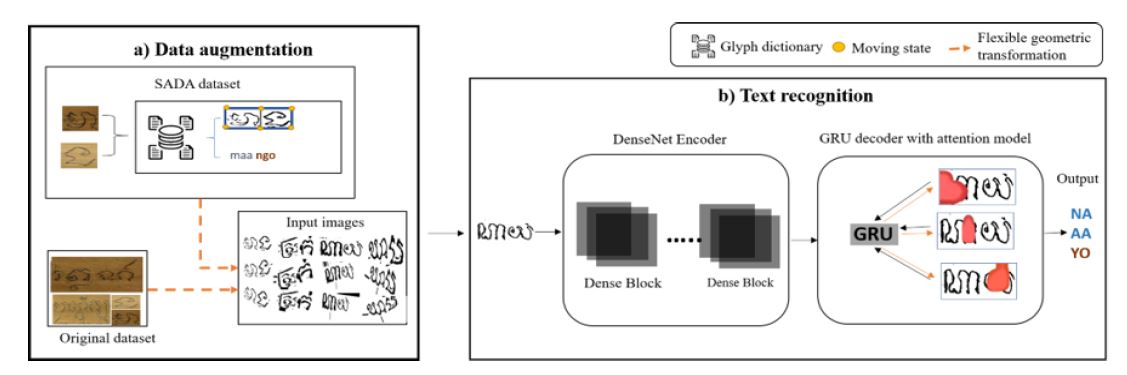 Glyph dictionary
Moving state
Flexible geometric
transformation
a) Data augmentation
SADA dataset
maa ngo
Input images
Original dataset
b) Text recognition
DenseNet Encoder
Dense Block
Dense Block
GRU decoder with attention model
GRU
Output
NA
AA
YO